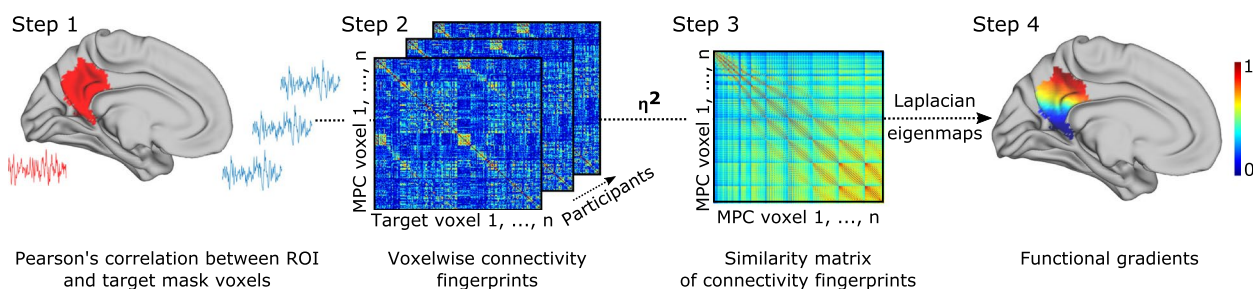 Step 1
Step 2
Step 3
Step 4
MPC voxel 1, ..., n
Target voxel 1, ..., n
Participants
η²
MPC voxel 1, ..., n
MPC voxel 1, ..., n
Laplacian
eigenmaps
1
0
Pearson's correlation between ROI
and target mask voxels
Voxelwise connectivity
fingerprints
Similarity matrix
of connectivity fingerprints
Functional gradients